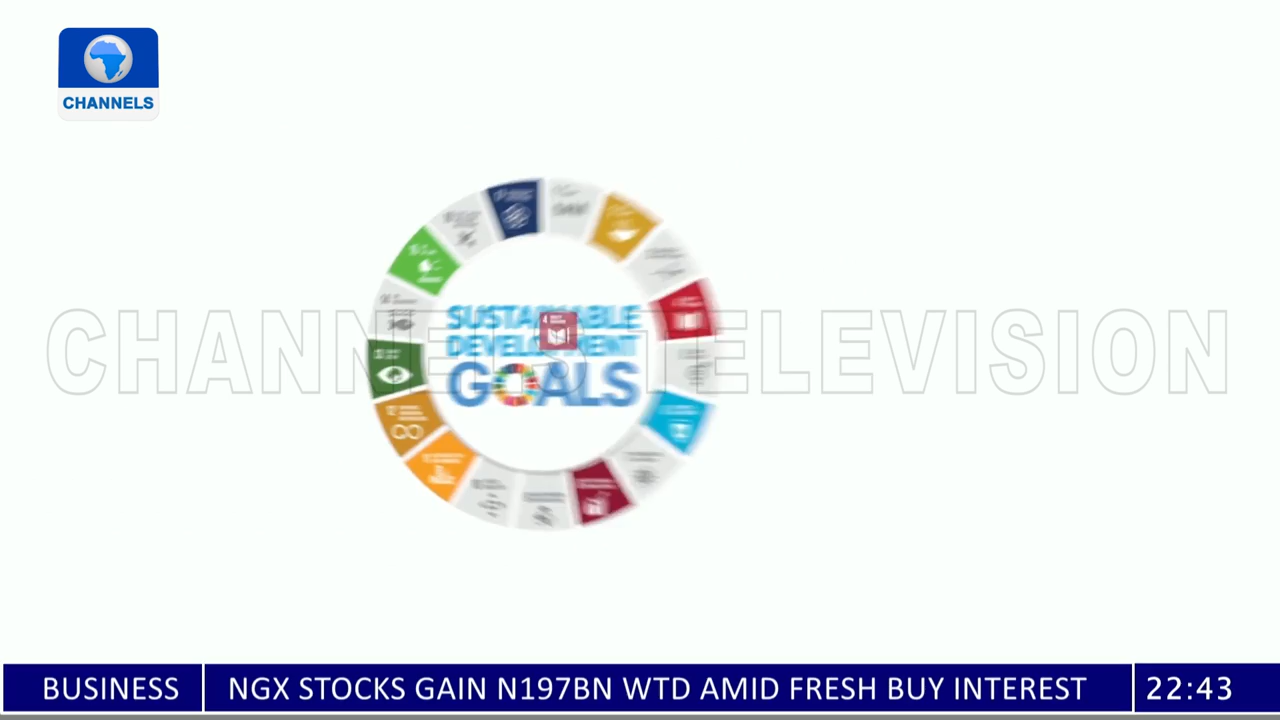 CHANNELS
SUSTAINABLE
DEVELOPMENT
GOALS
CHANNELS TELEVISION
BUSINESS
NGX STOCKS GAIN N197BN WTD AMID FRESH BUY INTEREST
22:43